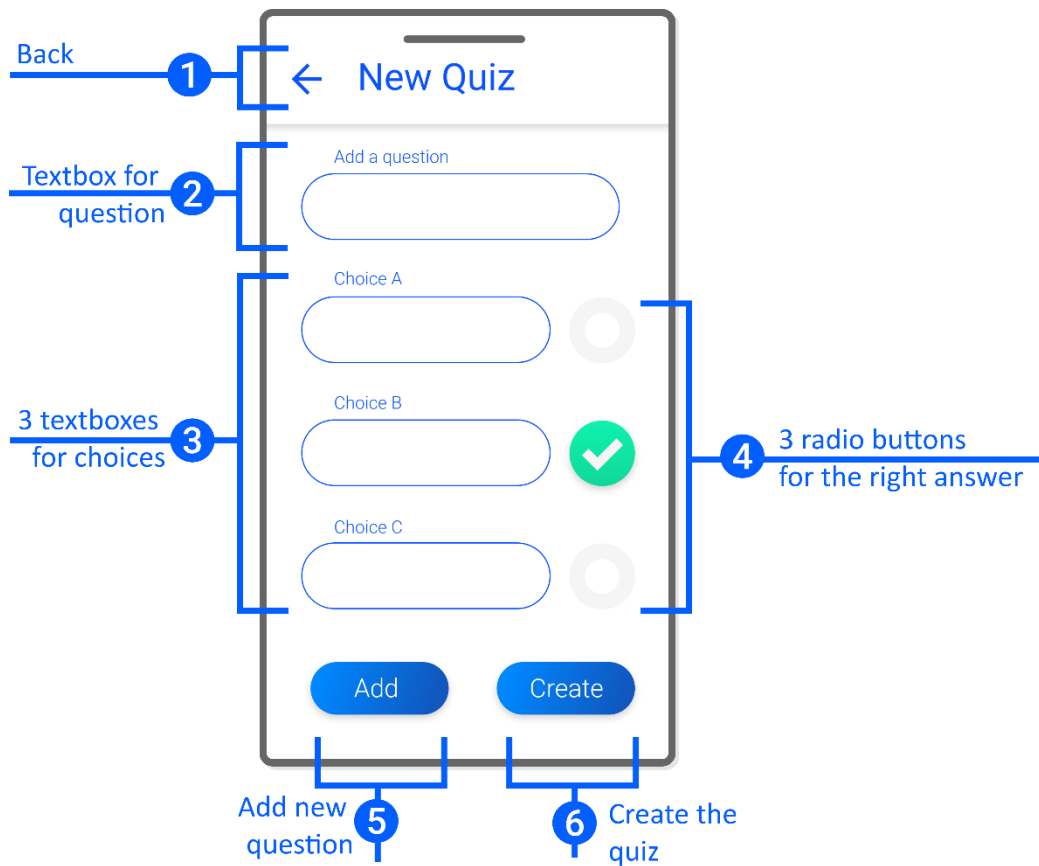 Back
1
New Quiz
Add a question
Textbox for
question
2
Choice A
Choice B
3 textboxes
for choices
3
4
3 radio buttons
for the right answer
Choice C
Add
Create
Add new
question
5
6
Create the
quiz